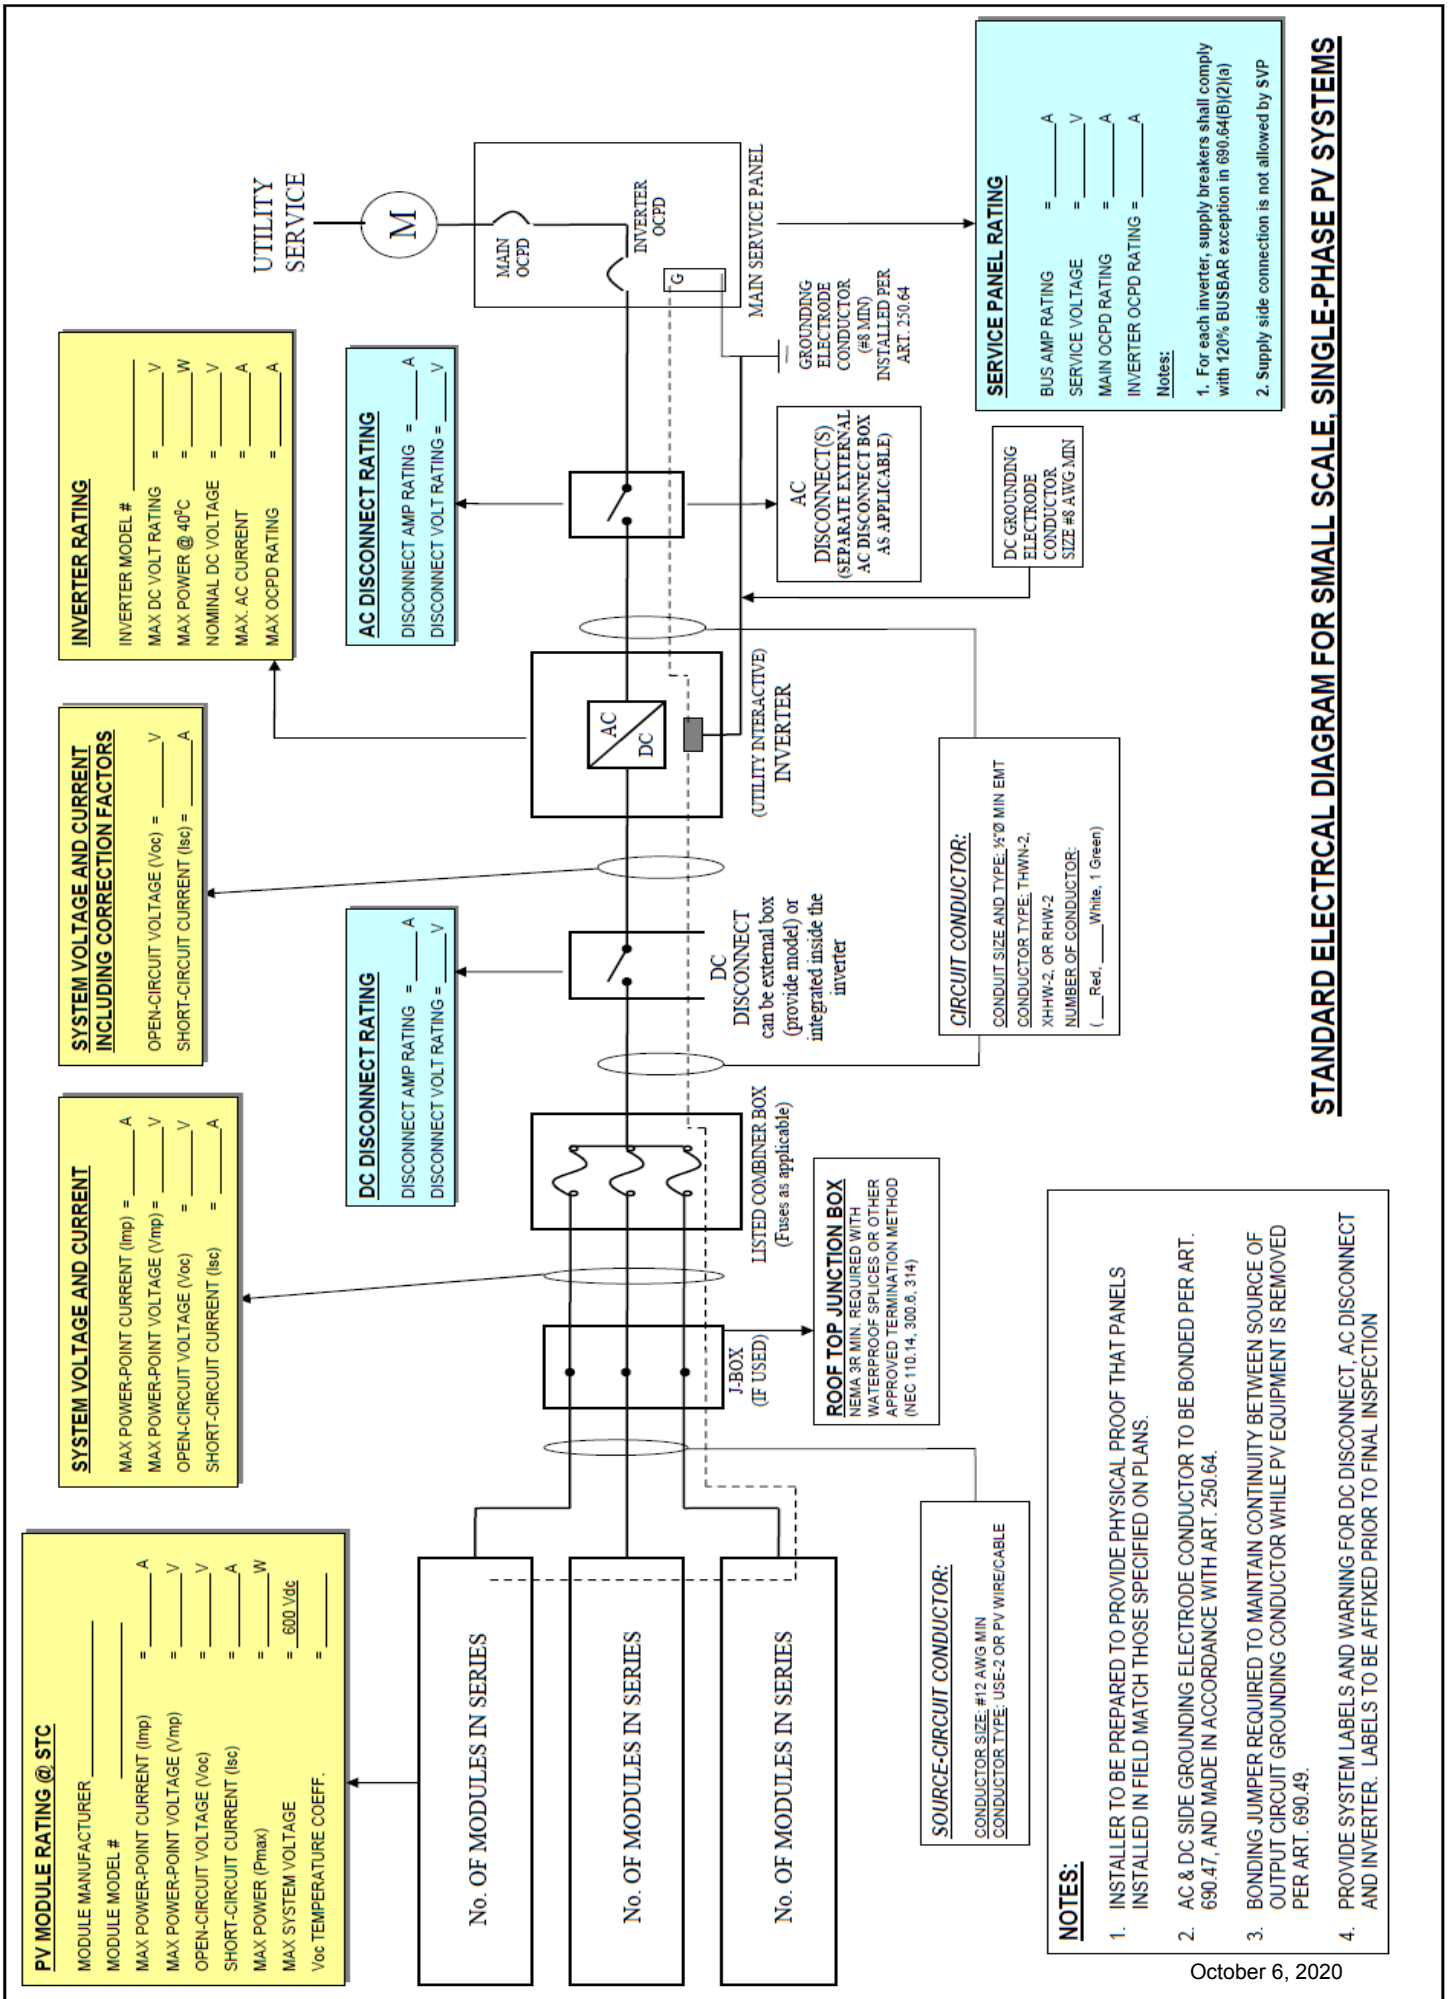 PV MODULE RATING @ STC
MODULE MANUFACTURER
MODULE MODEL #
MAX POWER-POINT CURRENT (Imp) = A
MAX POWER-POINT VOLTAGE (Vmp) = V
OPEN-CIRCUIT VOLTAGE (Voc) = V
SHORT-CIRCUIT CURRENT (Isc) = A
MAX POWER (Pmax) = W
MAX SYSTEM VOLTAGE = 600 Vdc
Voc TEMPERATURE COEFF. =
SYSTEM VOLTAGE AND CURRENT
MAX POWER-POINT CURRENT (Imp) = A
MAX POWER-POINT VOLTAGE (Vmp) = V
OPEN-CIRCUIT VOLTAGE (Voc) = V
SHORT-CIRCUIT CURRENT (Isc) = A
SYSTEM VOLTAGE AND CURRENT
INCLUDING CORRECTION FACTORS
OPEN-CIRCUIT VOLTAGE (Voc) = V
SHORT-CIRCUIT CURRENT (Isc) = A
INVERTER RATING
INVERTER MODEL #
MAX DC VOLT RATING = V
MAX POWER @ 40⁰C = W
NOMINAL DC VOLTAGE = V
MAX. AC CURRENT = A
MAX OCPD RATING = A
UTILITY
SERVICE
M
DC DISCONNECT RATING
DISCONNECT AMP RATING = A
DISCONNECT VOLT RATING = V
AC DISCONNECT RATING
DISCONNECT AMP RATING = A
DISCONNECT VOLT RATING = V
MAIN
OCPD
INVERTER
OCPD
G
MAIN SERVICE PANEL
No. OF MODULES IN SERIES
No. OF MODULES IN SERIES
No. OF MODULES IN SERIES
J-BOX
(IF USED)
LISTED COMBINER BOX
(Fuses as applicable)
DC
DISCONNECT
can be external box
(provide model) or
integrated inside the
inverter
AC
DC
(UTILITY INTERACTIVE)
INVERTER
AC
DISCONNECT(S)
(SEPARATE EXTERNAL
AC DISCONNECT BOX
AS APPLICABLE)
GROUNDING
ELECTRODE
CONDUCTOR
(#8 MIN)
INSTALLED PER
ART. 250.64
ROOF TOP JUNCTION BOX
NEMA 3R MIN. REQUIRED WITH
WATERPROOF SPLICES OR OTHER
APPROVED TERMINATION METHOD
(NEC 110.14, 300.6, 314)
SOURCE-CIRCUIT CONDUCTOR:
CONDUCTOR SIZE: #12 AWG MIN
CONDUCTOR TYPE: USE-2 OR PV WIRE/CABLE
CIRCUIT CONDUCTOR:
CONDUIT SIZE AND TYPE: ½"Ø MIN EMT
CONDUCTOR TYPE: THWN-2,
XHHW-2, OR RHW-2
NUMBER OF CONDUCTOR:
( ___Red, ____White, 1 Green)
DC GROUNDING
ELECTRODE
CONDUCTOR
SIZE #8 AWG MIN
SERVICE PANEL RATING
BUS AMP RATING = A
SERVICE VOLTAGE = V
MAIN OCPD RATING = A
INVERTER OCPD RATING = A
Notes:
1. For each inverter, supply breakers shall comply
with 120% BUSBAR exception in 690.64(B)(2)(a)
2. Supply side connection is not allowed by SVP
NOTES:
1. INSTALLER TO BE PREPARED TO PROVIDE PHYSICAL PROOF THAT PANELS
INSTALLED IN FIELD MATCH THOSE SPECIFIED ON PLANS.
2. AC & DC SIDE GROUNDING ELECTRODE CONDUCTOR TO BE BONDED PER ART.
690.47, AND MADE IN ACCORDANCE WITH ART. 250.64.
3. BONDING JUMPER REQUIRED TO MAINTAIN CONTINUITY BETWEEN SOURCE OF
OUTPUT CIRCUIT GROUNDING CONDUCTOR WHILE PV EQUIPMENT IS REMOVED
PER ART. 690.49.
4. PROVIDE SYSTEM LABELS AND WARNING FOR DC DISCONNECT, AC DISCONNECT
AND INVERTER. LABELS TO BE AFFIXED PRIOR TO FINAL INSPECTION
STANDARD ELECTRCAL DIAGRAM FOR SMALL SCALE, SINGLE-PHASE PV SYSTEMS
October 6, 2020